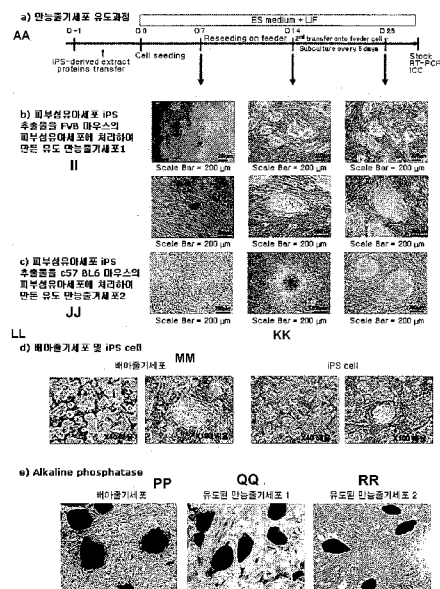 a) 만능줄기세포 유도과정
ES medium + LIF
AA
D -1
D 0
D 7
D 14
D 25
Reseeding on feeder
2nd transfer onto feeder cell
Subculture every 5 days
iPS-derived extract
proteins transfer
Cell seeding
Stock
RT-PCR
ICC
b) 피부섬유아세포 iPS
추출물을 FVB 마우스의
피부섬유아세포에 처리하여
만든 유도 만능줄기세포1
II
Scale Bar = 200 µm
Scale Bar = 200 µm
Scale Bar = 200 µm
Scale Bar = 200 µm
Scale Bar = 200 µm
Scale Bar = 200 µm
c) 피부섬유아세포 iPS
추출물을 c57 BL6 마우스의
피부섬유아세포에 처리하여
만든 유도 만능줄기세포2
JJ
Scale Bar = 200 µm
Scale Bar = 200 µm
Scale Bar = 200 µm
KK
LL
d) 배아줄기세포 및 iPS cell
배아줄기세포
MM
iPS cell
e) Alkaline phosphatase
PP
QQ
RR
배아줄기세포
유도된 만능줄기세포 1
유도된 만능줄기세포 2